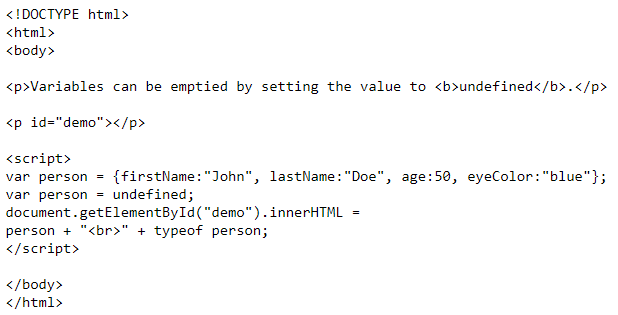 <!DOCTYPE html>
<html>
<body>
<p>Variables can be emptied by setting the value to <b>undefined</b>.</p>
<p id="demo"></p>
<script>
var person = {firstName:"John", lastName:"Doe", age:50, eyeColor:"blue"};
var person = undefined;
document.getElementById("demo").innerHTML =
person + "<br>" + typeof person;
</script>
</body>
</html>